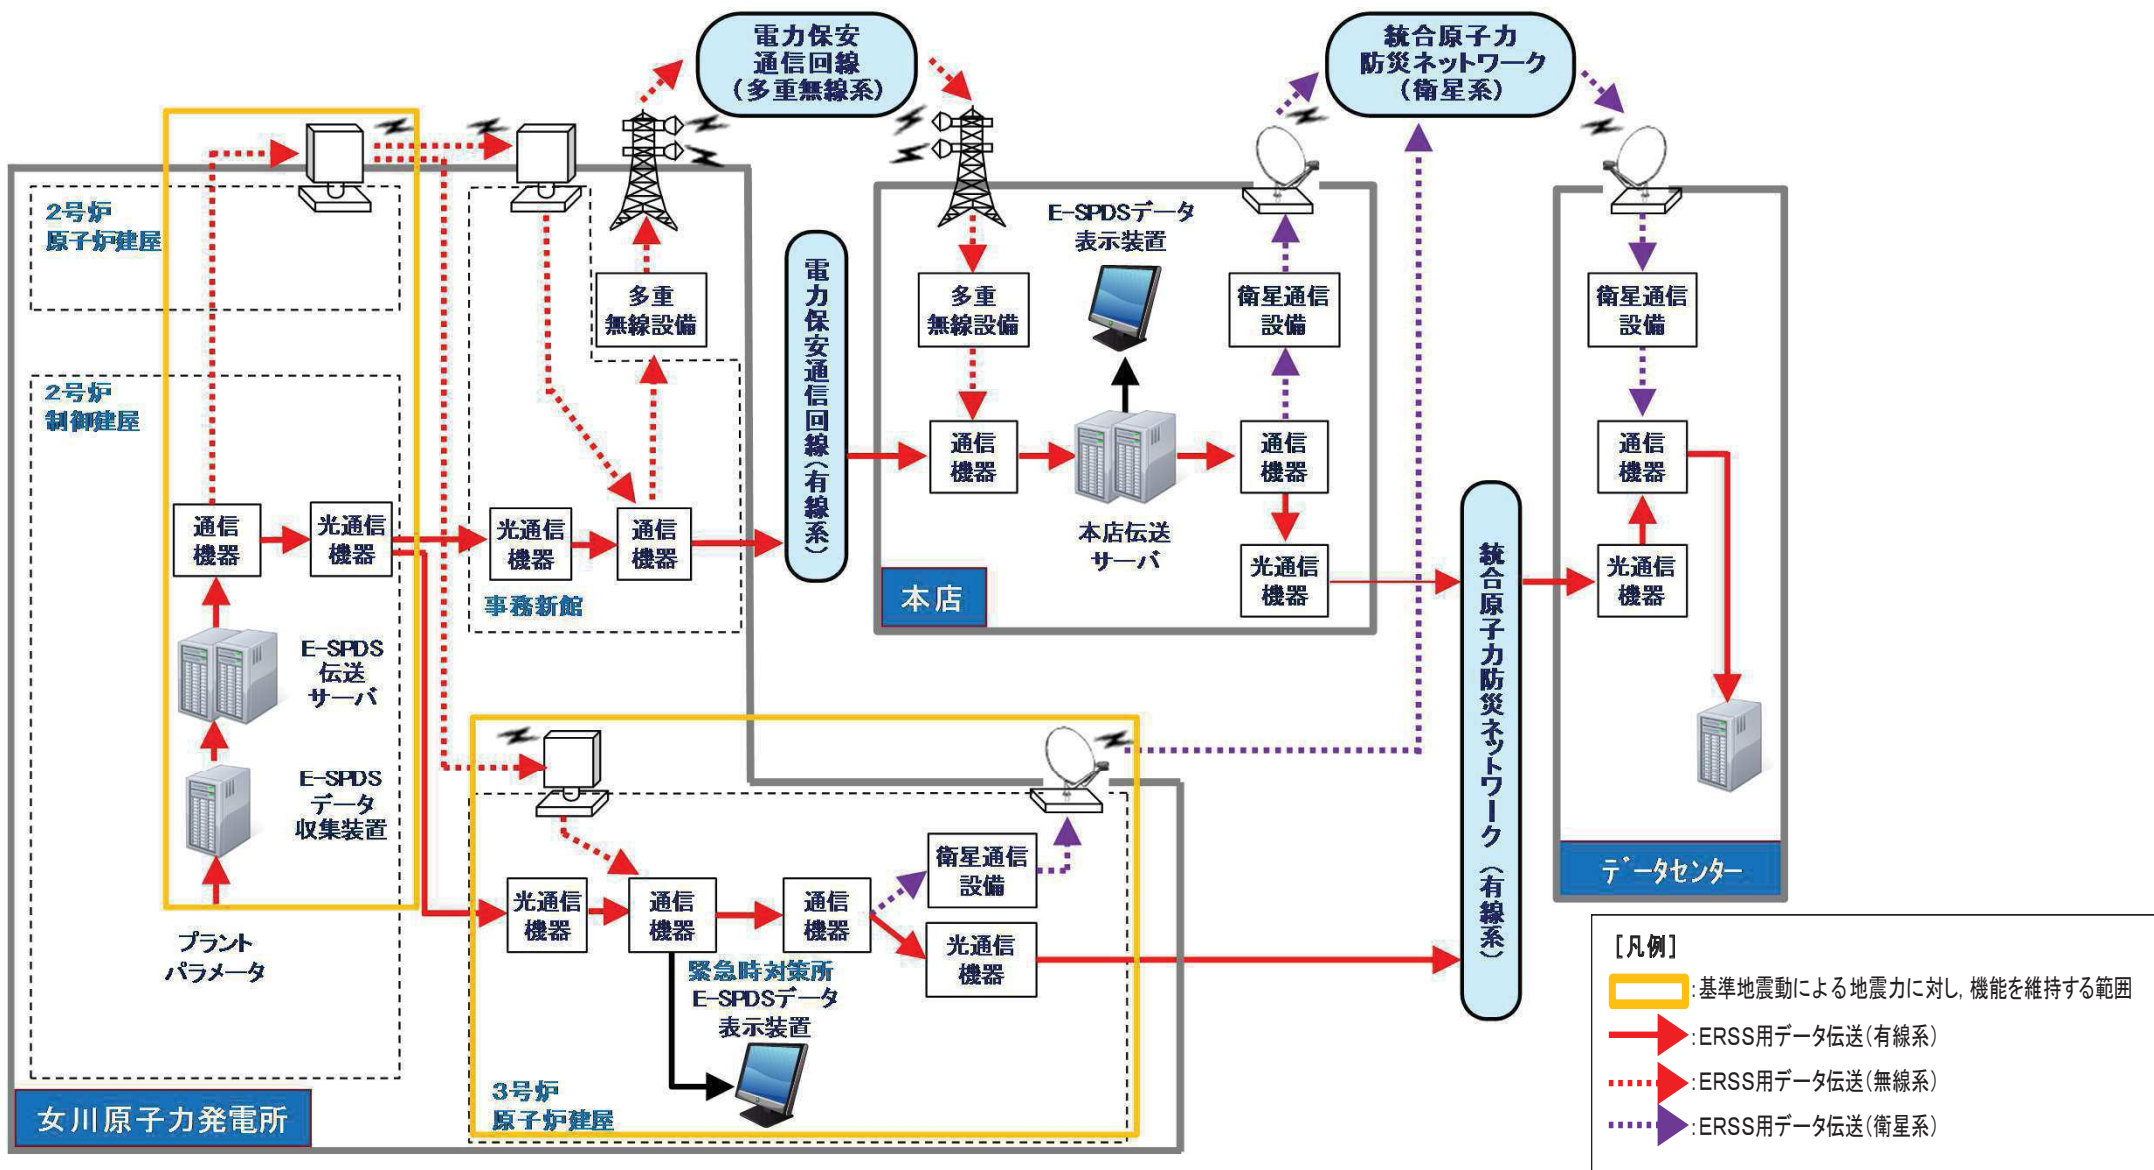 電力保安
通信回線
(多重無線系)
統合原子力
防災ネットワーク
(衛星系)
2号炉
原子炉建屋
E-SPDSデータ
表示装置
電力保安通信回線(有線系)
多重
無線設備
多重
無線設備
衛星通信
設備
衛星通信
設備
2号炉
制御建屋
通信
機器
通信
機器
通信
機器
通信
機器
光通信
機器
光通信
機器
通信
機器
本店伝送
サーバ
光通信
機器
光通信
機器
事務新館
本店
統合原子力防災ネットワーク(有線系)
E-SPDS
伝送
サーバ
E-SPDS
データ
収集装置
プラント
パラメータ
衛星通信
設備
光通信
機器
通信
機器
通信
機器
光通信
機器
緊急時対策所
E-SPDSデータ
表示装置
3号炉
原子炉建屋
女川原子力発電所
データセンター
[凡例]
:基準地震動による地震力に対し,機能を維持する範囲
:ERSS用データ伝送(有線系)
:ERSS用データ伝送(無線系)
:ERSS用データ伝送(衛星系)